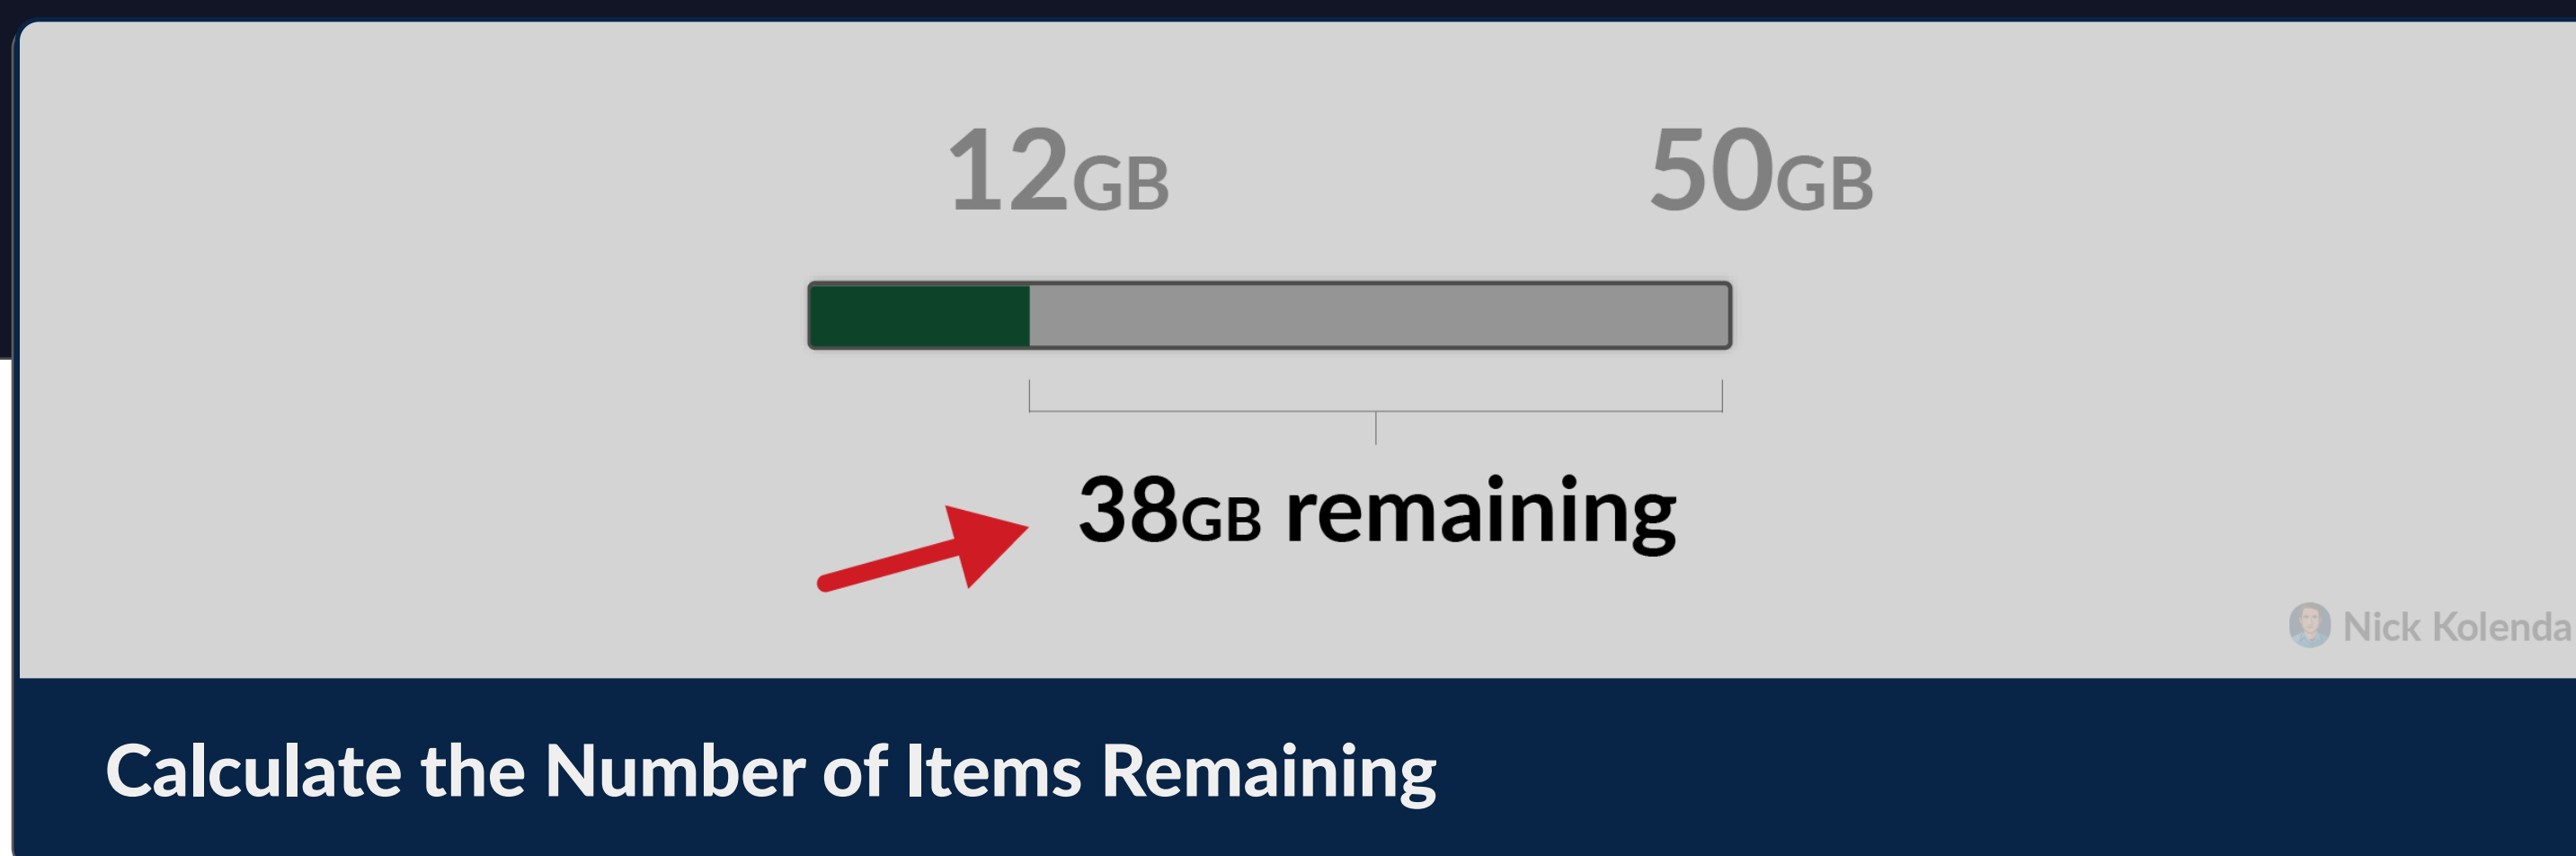 12GB 50GB
38GB remaining
Nick Kolenda
Calculate the Number of Items Remaining